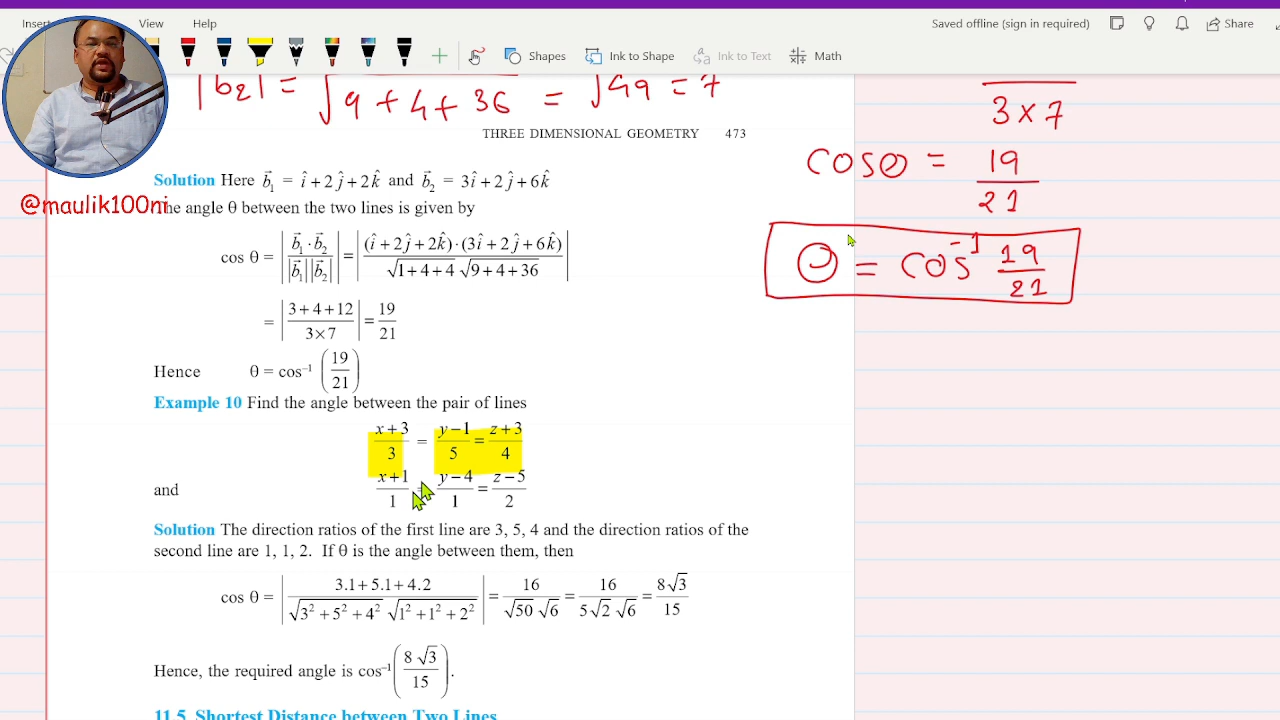 Insert View Help Saved offline (sign in required) Share
Shapes Ink to Shape Ink to Text Math
|b₂| = √9 + 4 + 36 = √49 = 7
3 × 7
cosθ = 19/21
θ = cos⁻¹ 19/21
@maulik100ni
THREE DIMENSIONAL GEOMETRY 473
Solution Here b⃗₁ = î + 2ĵ + 2k̂ and b⃗₂ = 3î + 2ĵ + 6k̂
The angle θ between the two lines is given by
cos θ = |b⃗₁ · b⃗₂ / |b⃗₁||b⃗₂|| = |(î + 2ĵ + 2k̂) · (3î + 2ĵ + 6k̂) / √1+4+4 √9+4+36|
= |3+4+12 / 3×7| = 19/21
Hence θ = cos⁻¹ (19/21)
Example 10 Find the angle between the pair of lines
x+3/3 = y−1/5 = z+3/4
and x+1/1 = y−4/1 = z−5/2
Solution The direction ratios of the first line are 3, 5, 4 and the direction ratios of the
second line are 1, 1, 2. If θ is the angle between them, then
cos θ = |3.1+5.1+4.2 / √3²+5²+4² √1²+1²+2²| = 16/√50 √6 = 16/5√2 √6 = 8√3/15
Hence, the required angle is cos⁻¹(8√3/15).
11.5 Shortest Distance between Two Lines